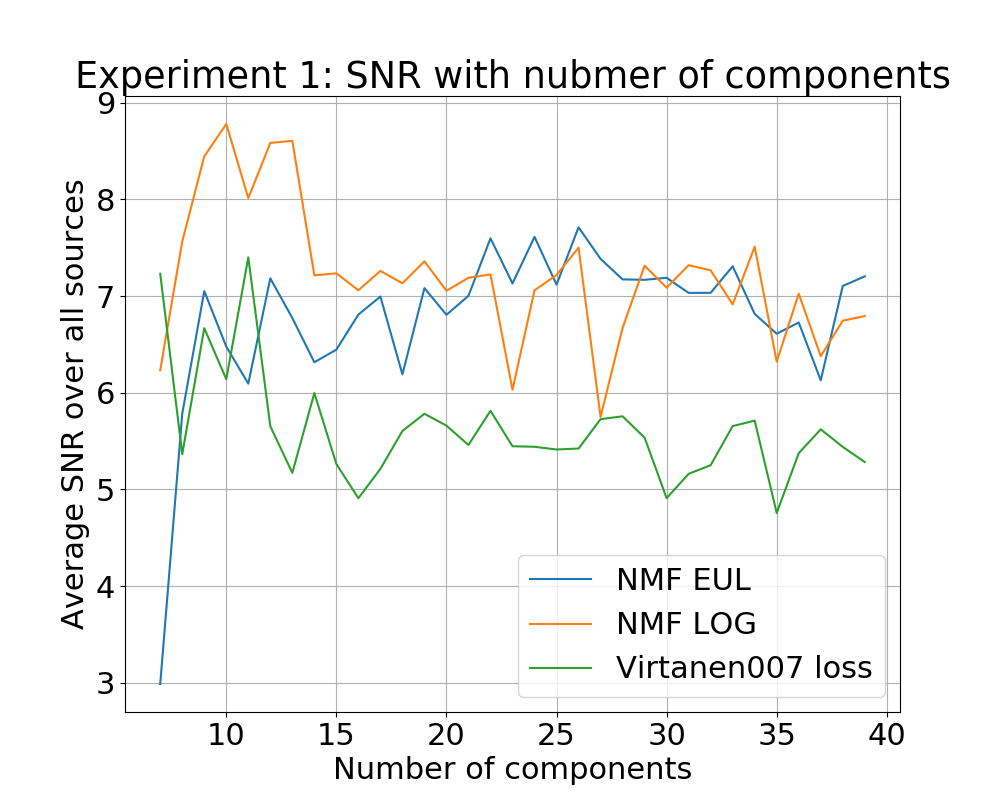 Experiment 1: SNR with nubmer of components
Average SNR over all sources
9
8
7
6
5
4
3
NMF EUL
NMF LOG
Virtanen007 loss
10 15 20 25 30 35 40
Number of components